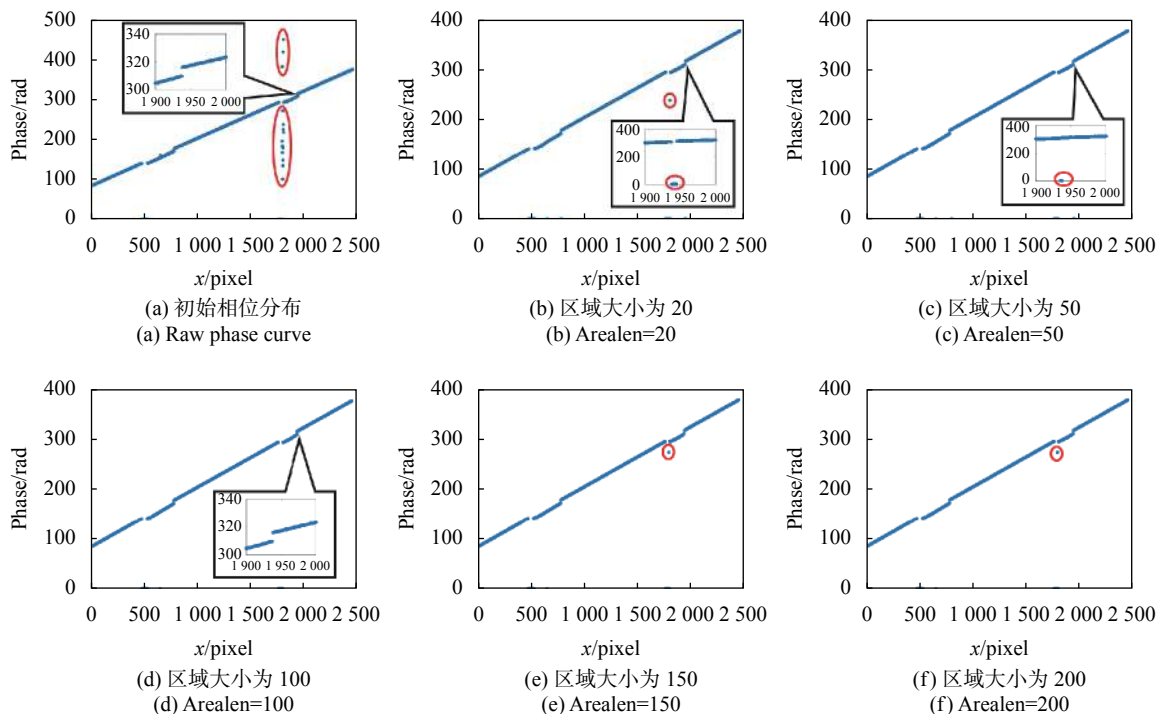 500
400
300
200
100
0
Phase/rad
340
320
300
1 900
1 950
2 000
0 500 1 000 1 500 2 000 2 500
x/pixel
(a) 初始相位分布
(a) Raw phase curve
400
300
200
100
0
Phase/rad
400
200
0
1 900
1 950
2 000
0 500 1 000 1 500 2 000 2 500
x/pixel
(b) 区域大小为 20
(b) Arealen=20
400
300
200
100
0
Phase/rad
400
200
0
1 900
1 950
2 000
0 500 1 000 1 500 2 000 2 500
x/pixel
(c) 区域大小为 50
(c) Arealen=50
400
300
200
100
0
Phase/rad
340
320
300
1 900
1 950
2 000
0 500 1 000 1 500 2 000 2 500
x/pixel
(d) 区域大小为 100
(d) Arealen=100
400
300
200
100
0
Phase/rad
0 500 1 000 1 500 2 000 2 500
x/pixel
(e) 区域大小为 150
(e) Arealen=150
400
300
200
100
0
Phase/rad
0 500 1 000 1 500 2 000 2 500
x/pixel
(f) 区域大小为 200
(f) Arealen=200